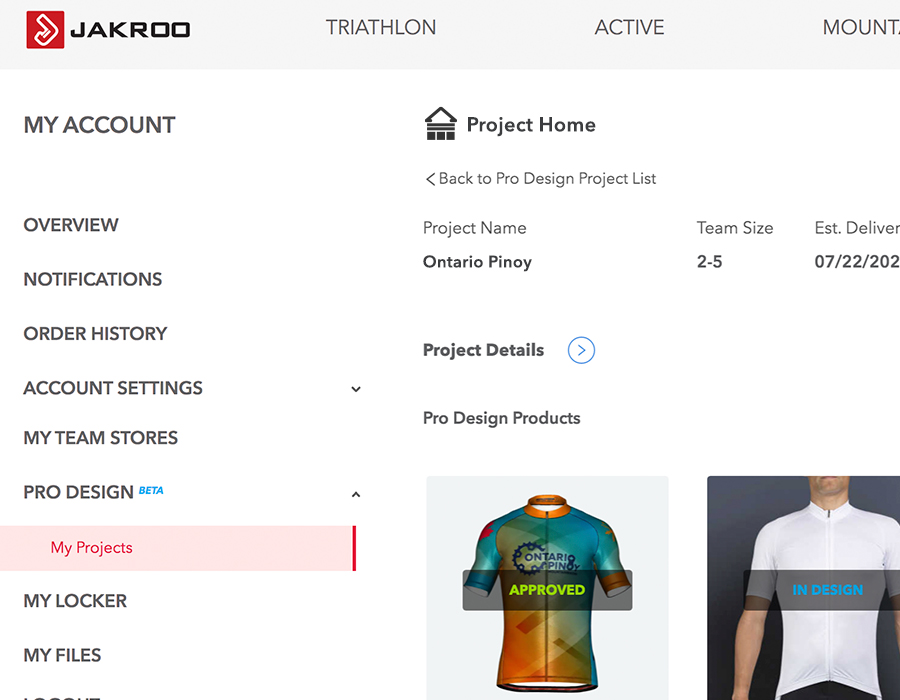 JAKROO
TRIATHLON
ACTIVE
MOUNTA
MY ACCOUNT
OVERVIEW
NOTIFICATIONS
ORDER HISTORY
ACCOUNT SETTINGS
MY TEAM STORES
PRO DESIGN BETA
My Projects
MY LOCKER
MY FILES
LOGOUT
Project Home
Back to Pro Design Project List
Project Name
Team Size
Est. Deliver
Ontario Pinoy
2-5
07/22/202
Project Details
Pro Design Products
ONTARIO
PINOY
APPROVED
IN DESIGN